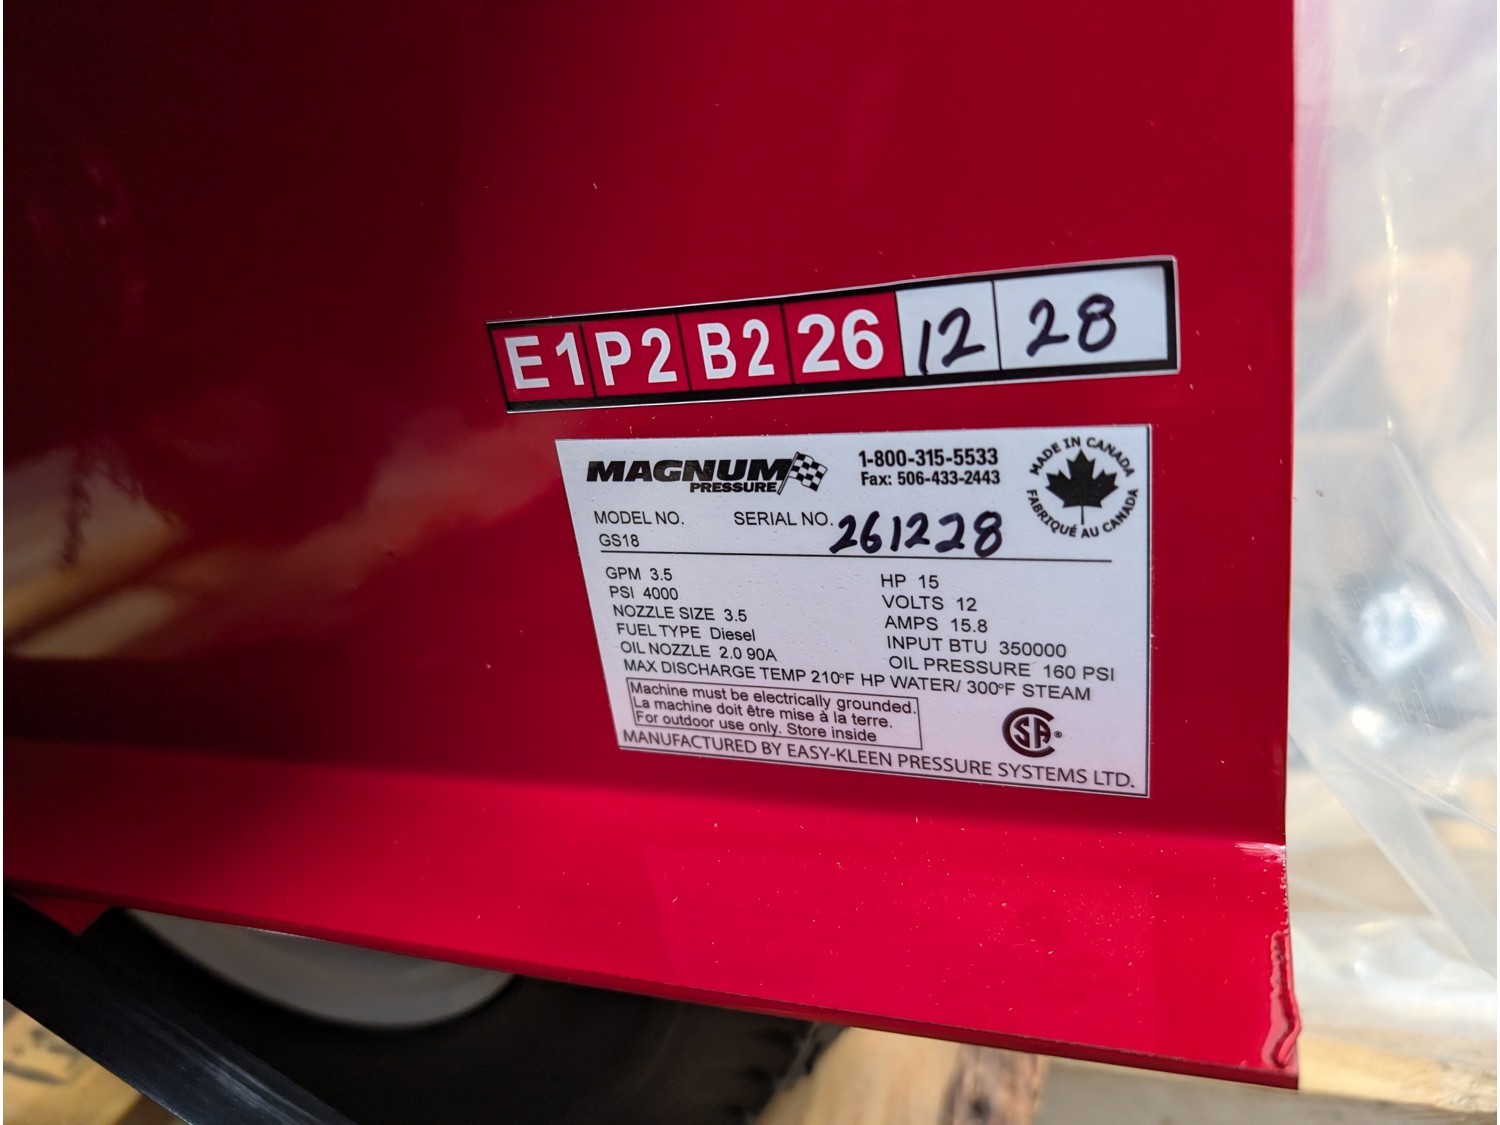 E1 P2 B2 26 12 28
MAGNUM
PRESSURE
1-800-315-5533
Fax: 506-433-2443
MADE IN CANADA
FABRIQUÉ AU CANADA
MODEL NO. SERIAL NO. 261228
GS18
GPM 3.5
PSI 4000
NOZZLE SIZE 3.5
FUEL TYPE Diesel
OIL NOZZLE 2.0 90A
HP 15
VOLTS 12
AMPS 15.8
INPUT BTU 350000
OIL PRESSURE 160 PSI
MAX DISCHARGE TEMP 210°F HP WATER/ 300°F STEAM
Machine must be electrically grounded.
La machine doit être mise à la terre.
For outdoor use only. Store inside
CSA®
MANUFACTURED BY EASY-KLEEN PRESSURE SYSTEMS LTD.